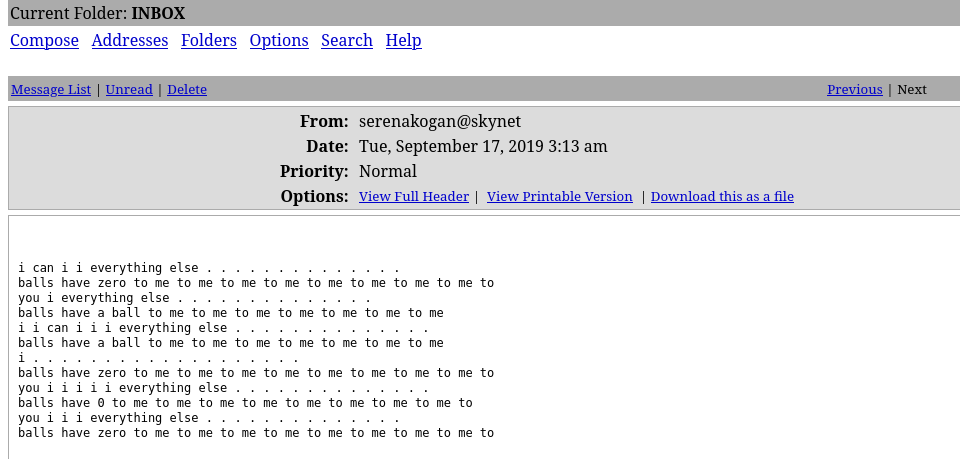 Current Folder: INBOX
Compose Addresses Folders Options Search Help
Message List | Unread | Delete Previous | Next
From: serenakogan@skynet
Date: Tue, September 17, 2019 3:13 am
Priority: Normal
Options: View Full Header | View Printable Version | Download this as a file
i can i i everything else . . . . . . . . . . . . . .
balls have zero to me to me to me to me to me to me to me to me to
you i everything else . . . . . . . . . . . . . .
balls have a ball to me to me to me to me to me to me to me
i i can i i i everything else . . . . . . . . . . . . . .
balls have a ball to me to me to me to me to me to me to me
i . . . . . . . . . . . . . . . . . . .
balls have zero to me to me to me to me to me to me to me to me to
you i i i i i everything else . . . . . . . . . . . . . .
balls have 0 to me to me to me to me to me to me to me to me to
you i i i everything else . . . . . . . . . . . . . .
balls have zero to me to me to me to me to me to me to me to me to